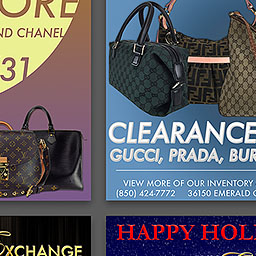 ORE
ND CHANEL
31
CLEARANCE
GUCCI, PRADA, BUR
VIEW MORE OF OUR INVENTORY
(850) 424-7772 36150 EMERALD C
EXCHANGE
HAPPY HOL